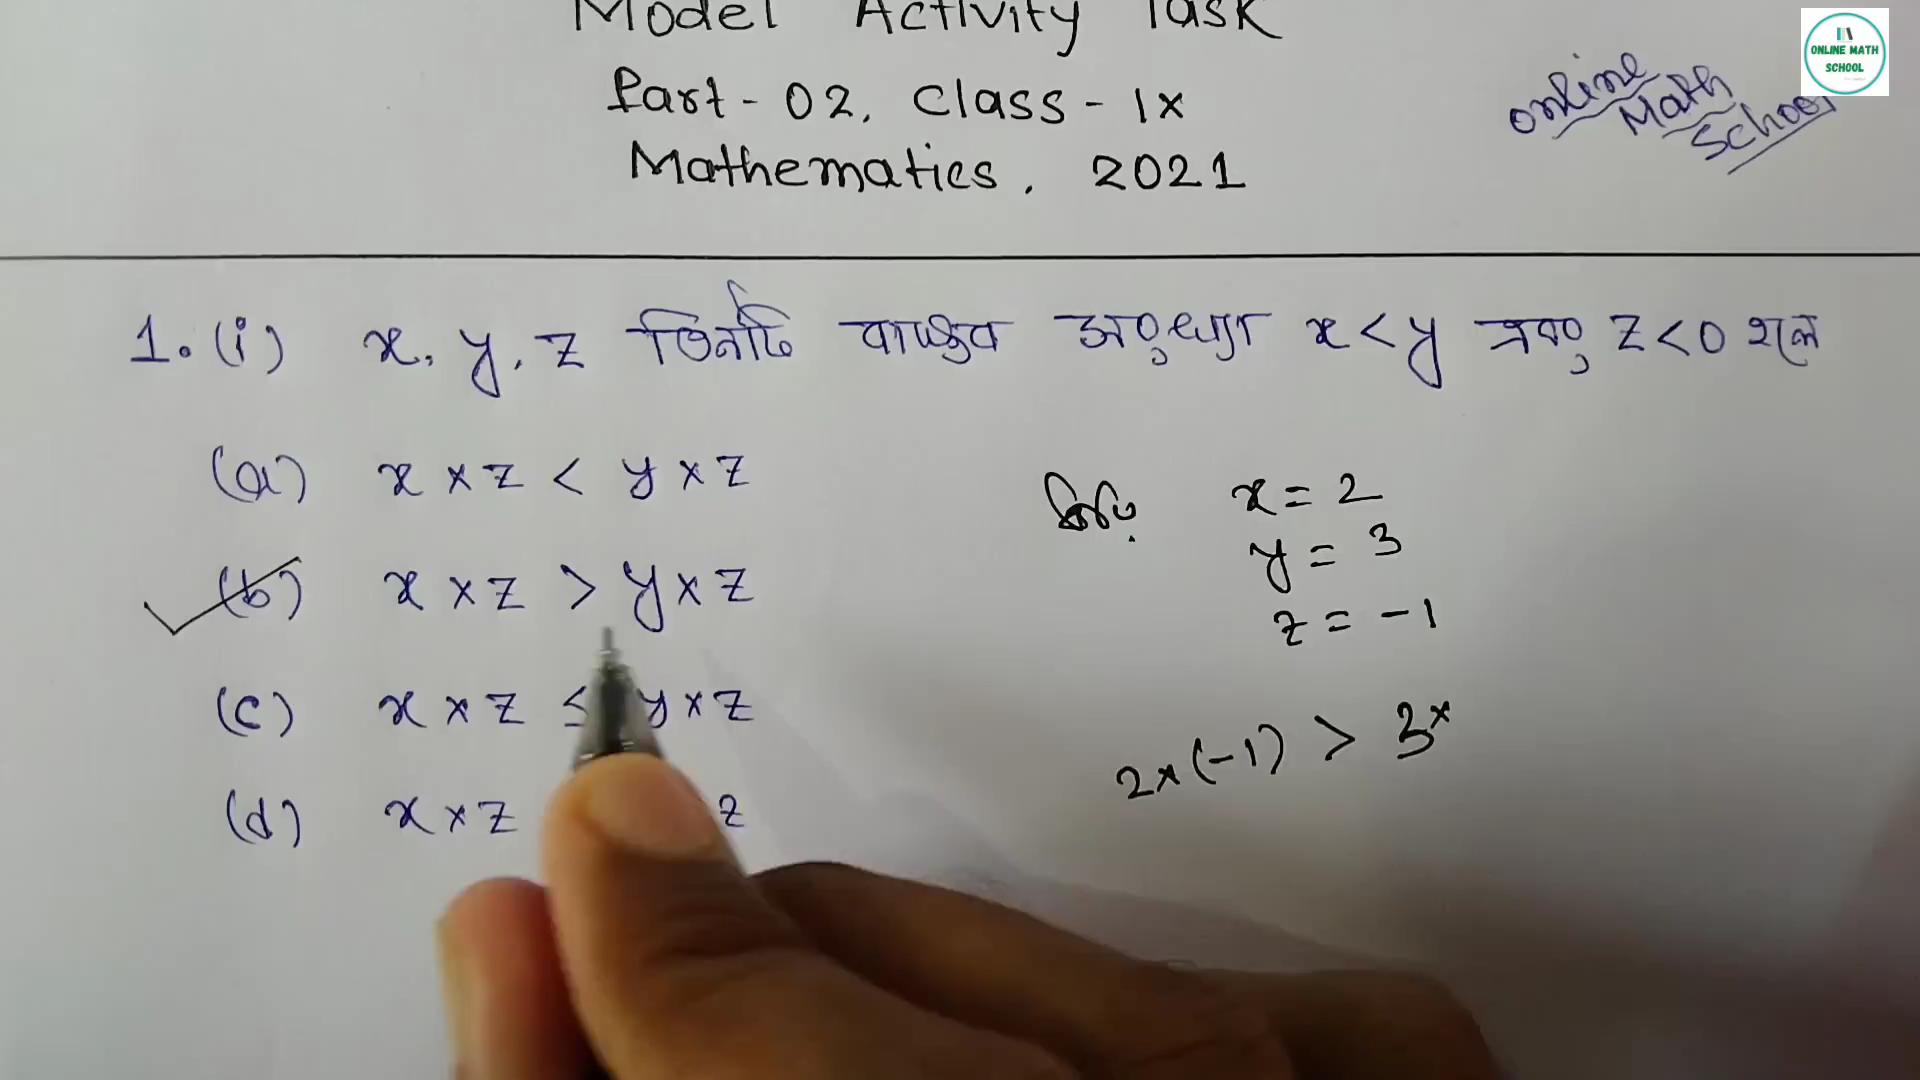 Model Activity Task
Part-02, Class-IX
Mathematics, 2021
Online Math School
ONLINE MATH SCHOOL
1.(i) x, y, z তিনটি বাস্তব সংখ্যা x<y এবং z<0 হলে
(a) x × z < y × z
(b) x × z > y × z
(c) x × z ≤ y × z
(d) x × z z
x = 2
y = 3
z = -1
2×(-1) > 3×